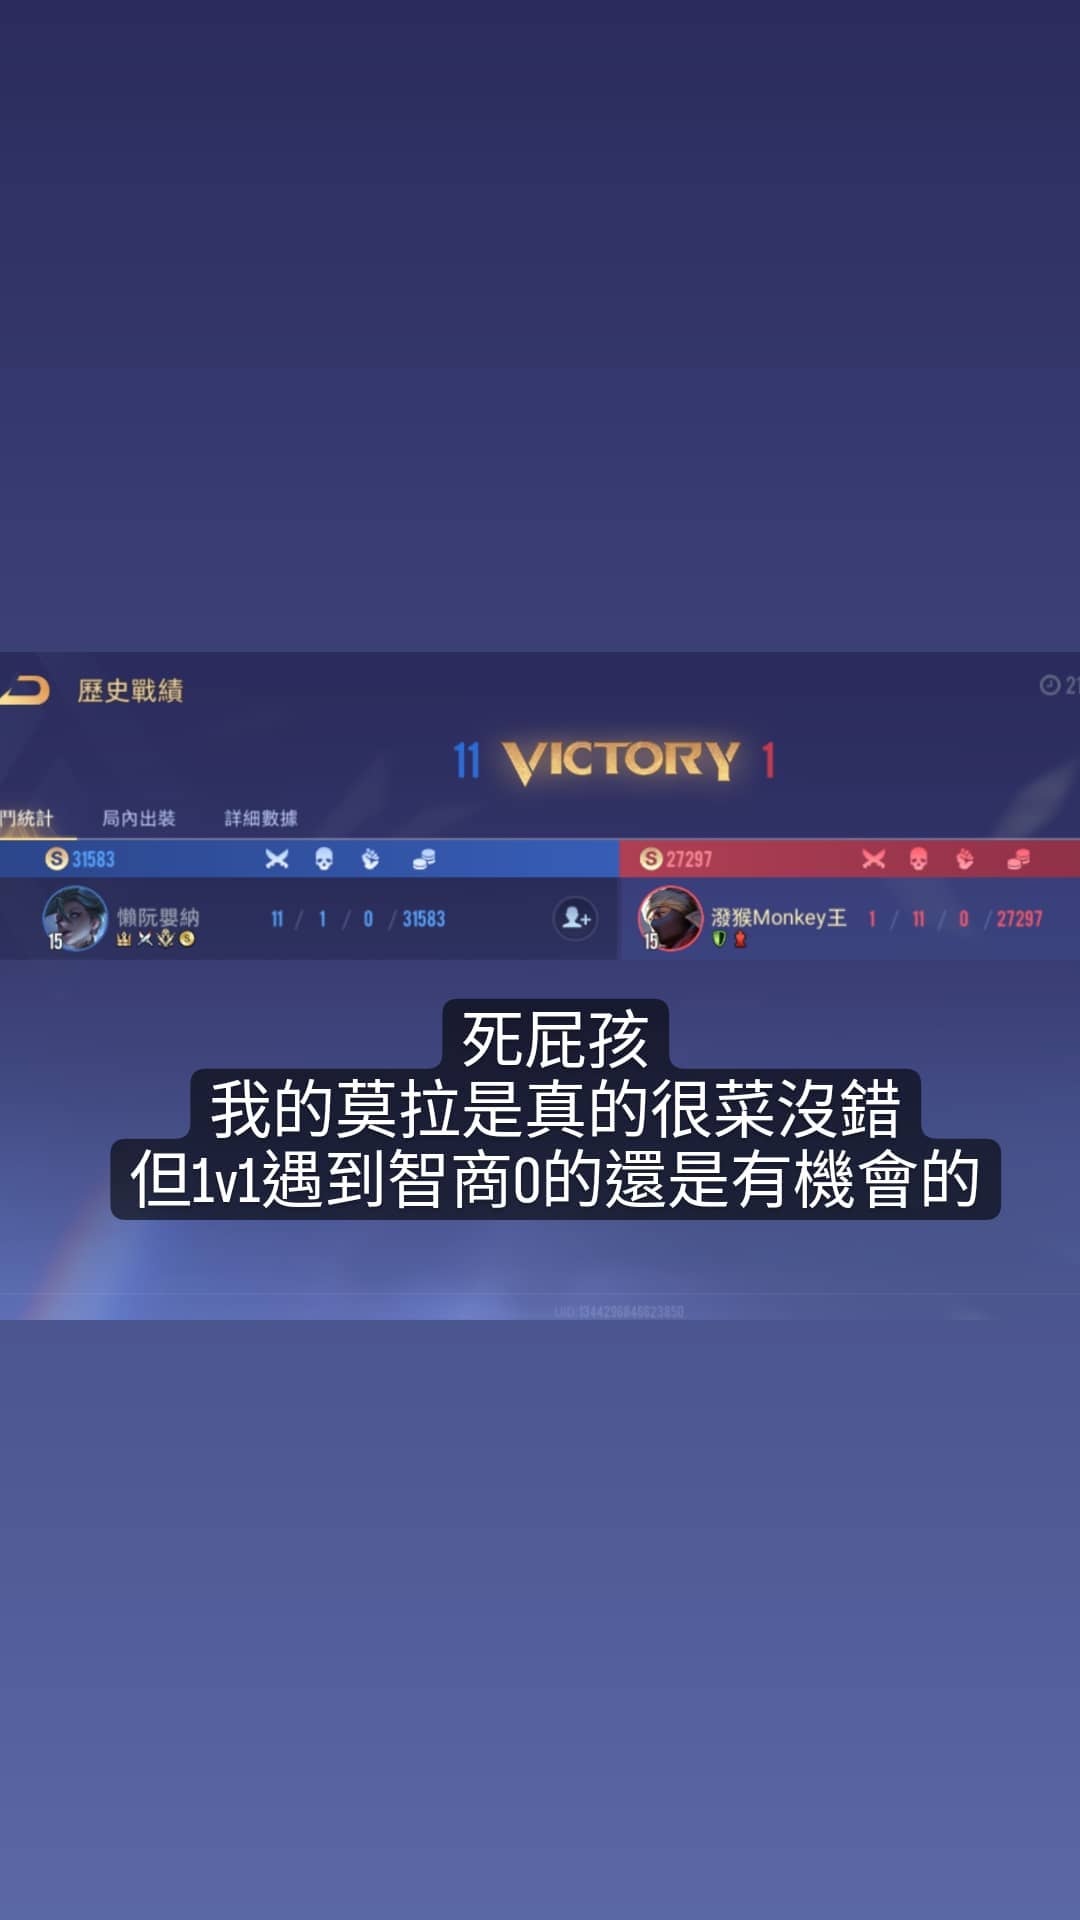 歷史戰績
21
11 VICTORY 1
鬥統計 局內出裝 詳細數據
S 31583
S 27297
15 懶阮嬰納 11 / 1 / 0 / 31583
15 潑猴Monkey王 1 / 11 / 0 / 27297
死屁孩
我的莫拉是真的很菜沒錯
但1v1遇到智商0的還是有機會的